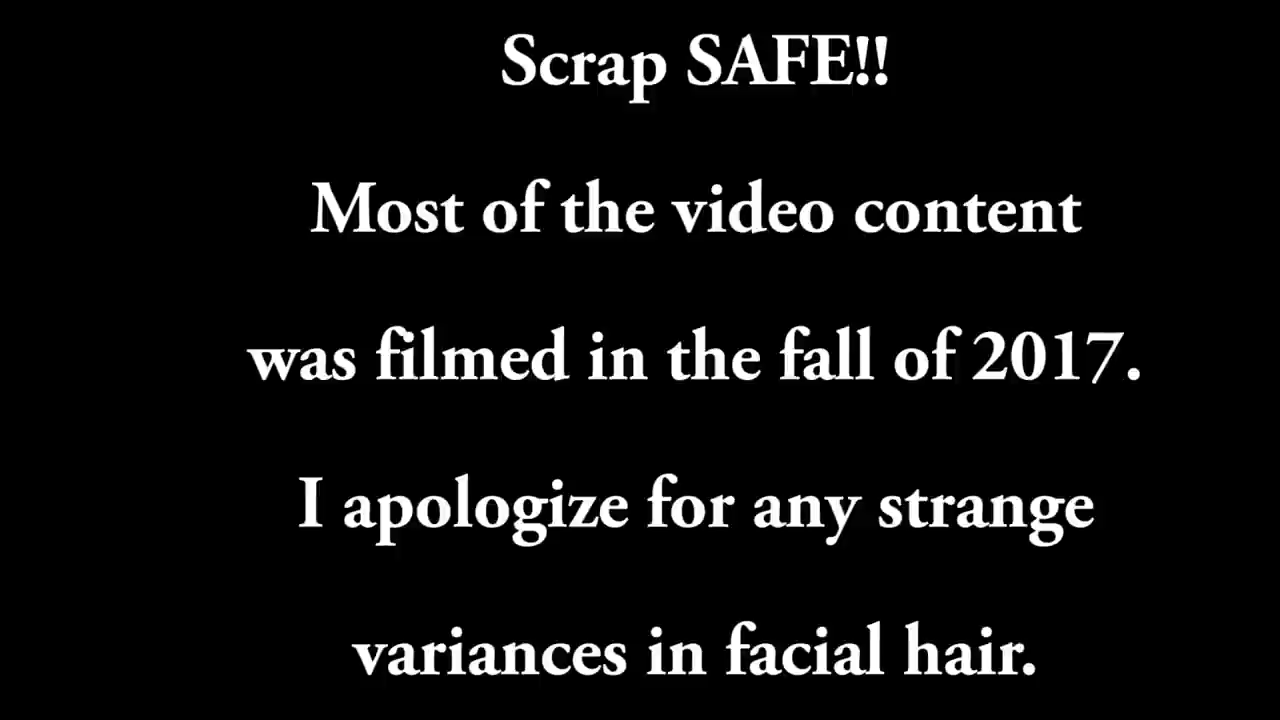 Scrap SAFE!!
Most of the video content
was filmed in the fall of 2017.
I apologize for any strange
variances in facial hair.